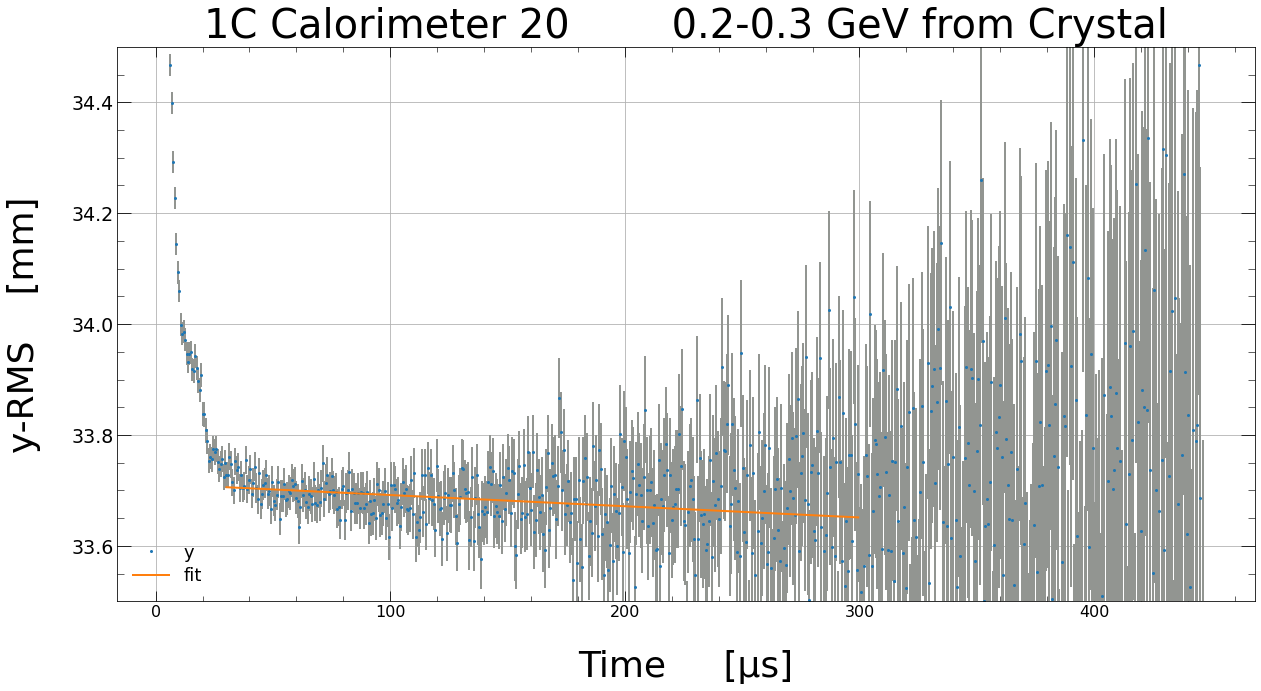 1C Calorimeter 20 0.2-0.3 GeV from Crystal
y-RMS [mm]
34.4
34.2
34.0
33.8
33.6
y
fit
0 100 200 300 400
Time [µs]